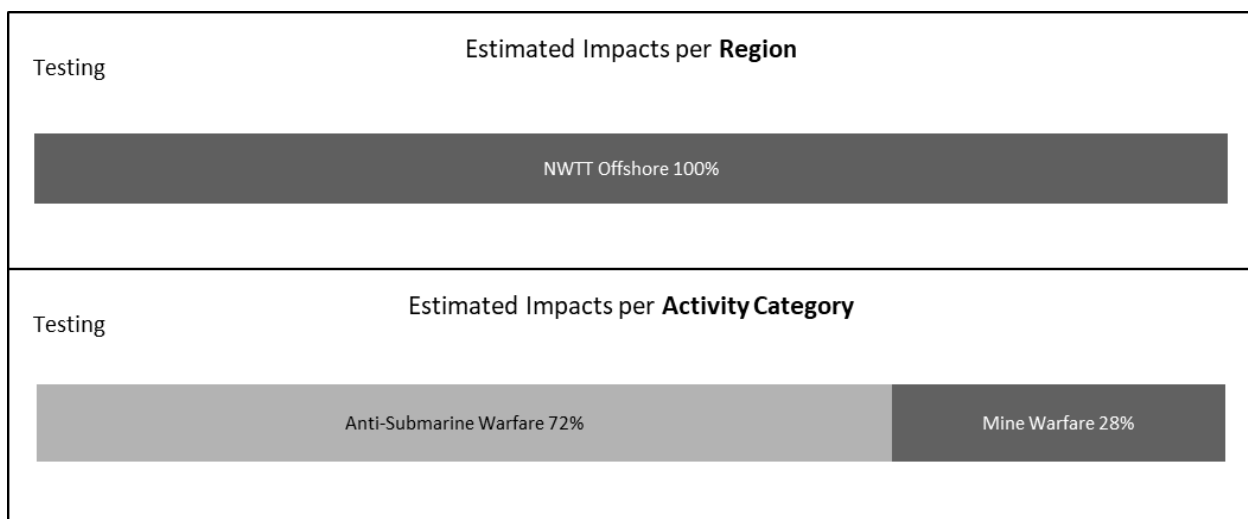 Estimated Impacts per Region
Testing
NWTT Offshore 100%
Estimated Impacts per Activity Category
Testing
Anti-Submarine Warfare 72%
Mine Warfare 28%